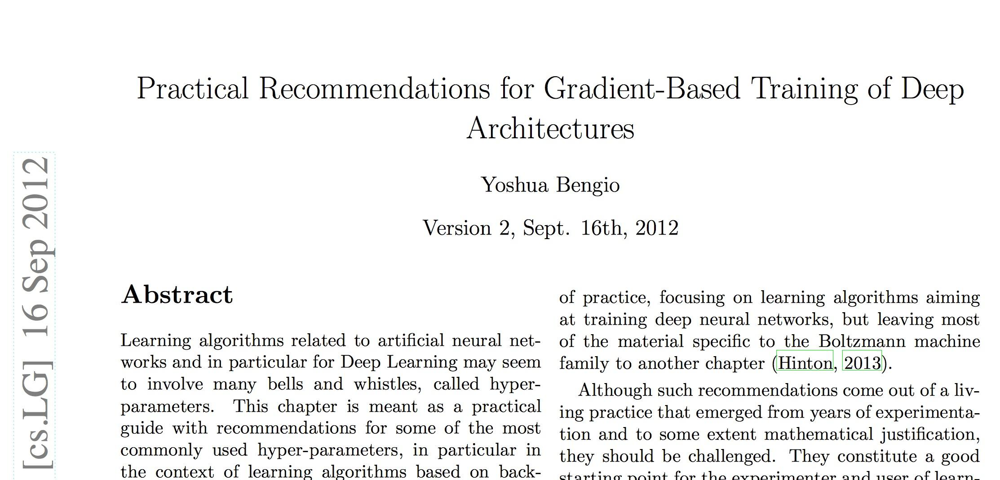 Practical Recommendations for Gradient-Based Training of Deep
Architectures
Yoshua Bengio
Version 2, Sept. 16th, 2012
[cs.LG] 16 Sep 2012
Abstract
Learning algorithms related to artificial neural net-
works and in particular for Deep Learning may seem
to involve many bells and whistles, called hyper-
parameters. This chapter is meant as a practical
guide with recommendations for some of the most
commonly used hyper-parameters, in particular in
the context of learning algorithms based on back-
of practice, focusing on learning algorithms aiming
at training deep neural networks, but leaving most
of the material specific to the Boltzmann machine
family to another chapter (Hinton, 2013).
Although such recommendations come out of a liv-
ing practice that emerged from years of experimenta-
tion and to some extent mathematical justification,
they should be challenged. They constitute a good
starting point for the experimenter and user of learn-